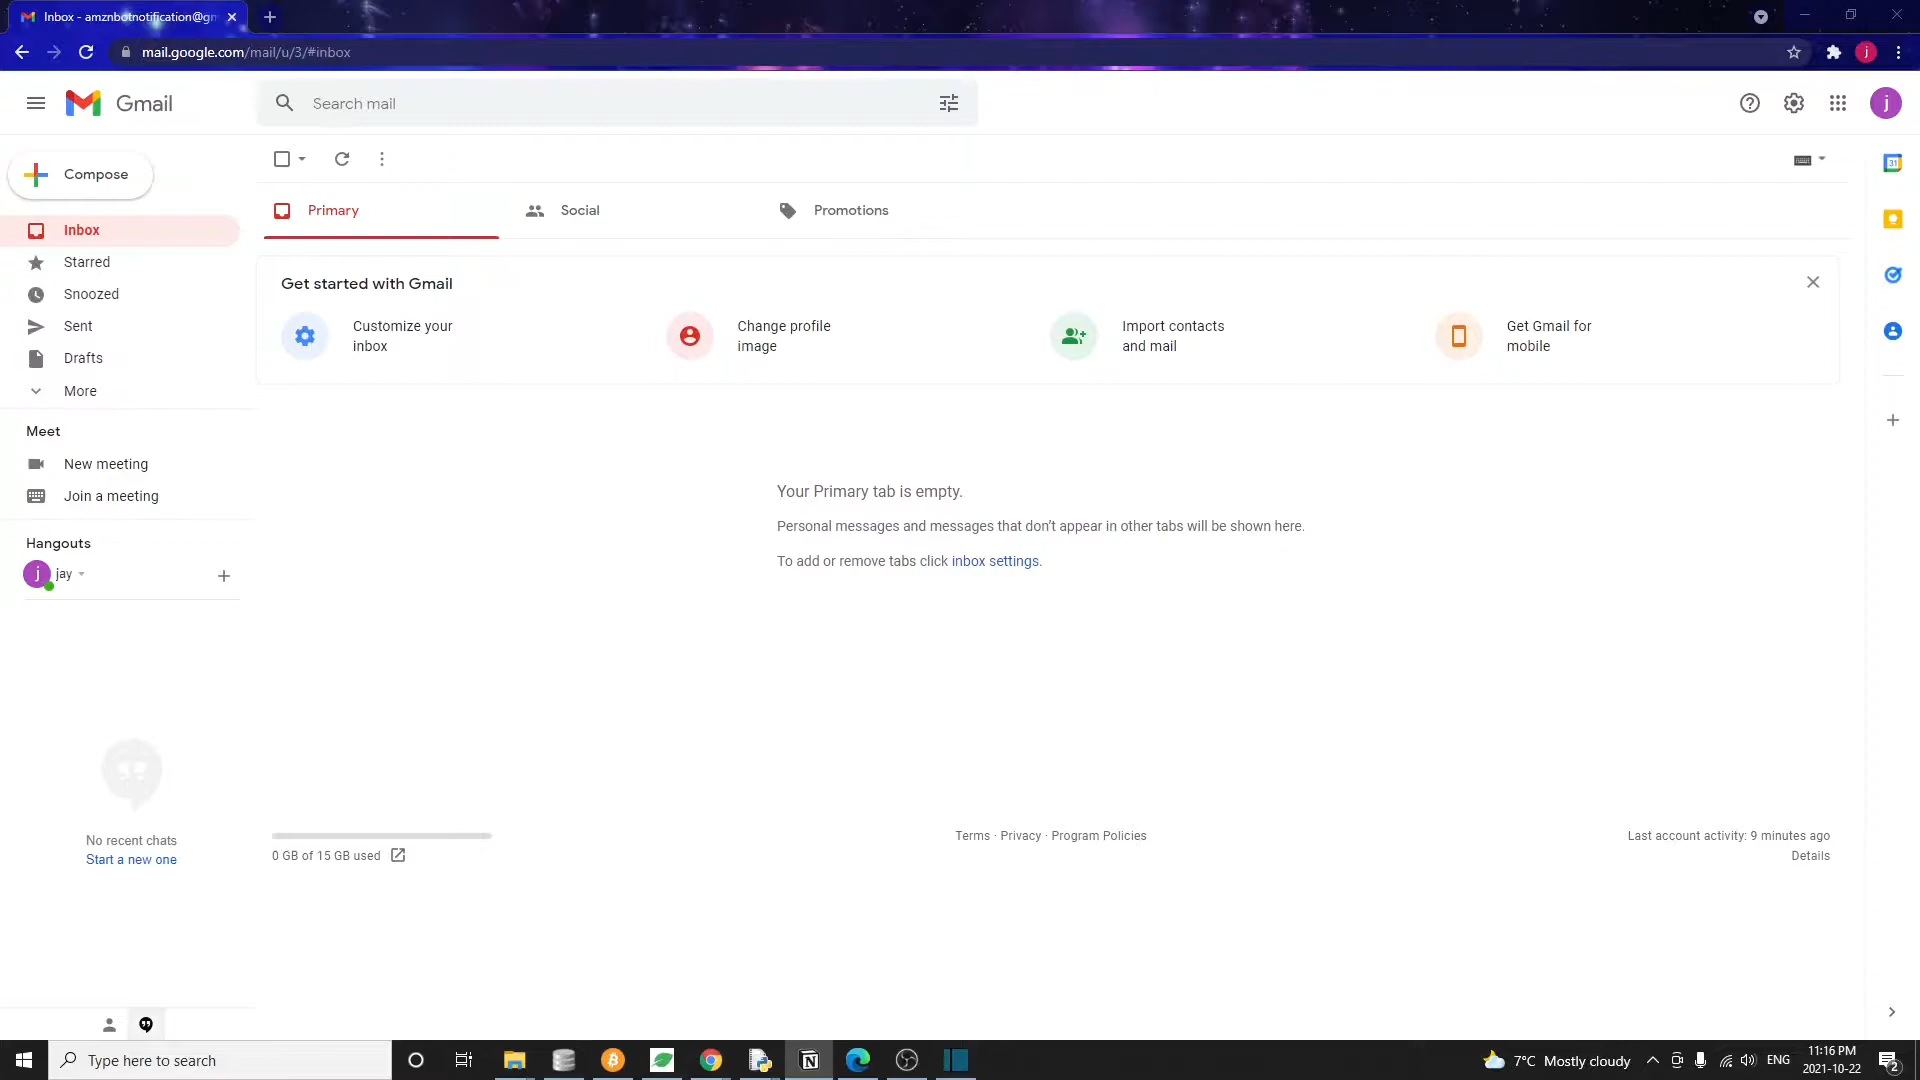 Inbox - amznbotnotification@gm
mail.google.com/mail/u/3/#inbox
j
Gmail
Search mail
j
Compose
31
Primary
Social
Promotions
Inbox
Starred
Snoozed
Sent
Drafts
More
Get started with Gmail
Customize your
inbox
Change profile
image
Import contacts
and mail
Get Gmail for
mobile
Meet
New meeting
Join a meeting
Your Primary tab is empty.
Personal messages and messages that don't appear in other tabs will be shown here.
To add or remove tabs click inbox settings.
Hangouts
j jay
No recent chats
Start a new one
0 GB of 15 GB used
Terms · Privacy · Program Policies
Last account activity: 9 minutes ago
Details
Type here to search
7°C Mostly cloudy
ENG
11:16 PM
2021-10-22
2